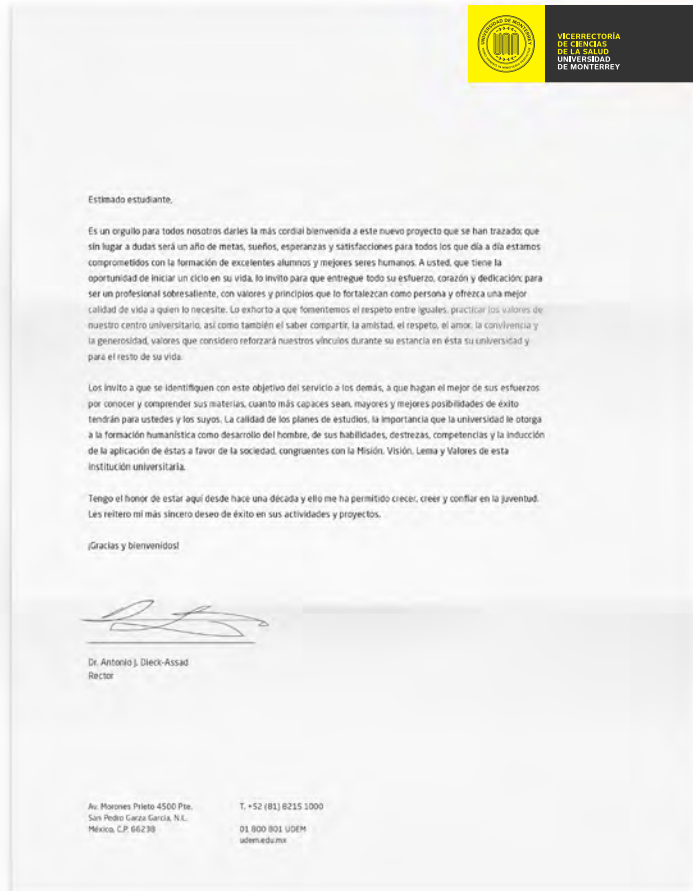 UNIVERSIDAD DE MONTERREY
VICERRECTORÍA
DE CIENCIAS
DE LA SALUD
UNIVERSIDAD
DE MONTERREY
Estimado estudiante,
Es un orgullo para todos nosotros darles la más cordial bienvenida a este nuevo proyecto que se han trazado; que
sin lugar a dudas será un año de metas, sueños, esperanzas y satisfacciones para todos los que día a día estamos
comprometidos con la formación de excelentes alumnos y mejores seres humanos. A usted, que tiene la
oportunidad de iniciar un ciclo en su vida, lo invito para que entregue todo su esfuerzo, corazón y dedicación; para
ser un profesional sobresaliente, con valores y principios que lo fortalezcan como persona y ofrezca una mejor
calidad de vida a quien lo necesite. Lo exhorto a que fomentemos el respeto entre iguales, practicar los valores de
nuestro centro universitario, así como también el saber compartir, la amistad, el respeto, el amor, la convivencia y
la generosidad, valores que considero reforzará nuestros vínculos durante su estancia en ésta su universidad y
para el resto de su vida.
Los invito a que se identifiquen con este objetivo del servicio a los demás, a que hagan el mejor de sus esfuerzos
por conocer y comprender sus materias, cuanto más capaces sean, mayores y mejores posibilidades de éxito
tendrán para ustedes y los suyos. La calidad de los planes de estudios, la importancia que la universidad le otorga
a la formación humanística como desarrollo del hombre, de sus habilidades, destrezas, competencias y la inducción
de la aplicación de éstas a favor de la sociedad, congruentes con la Misión, Visión, Lema y Valores de esta
institución universitaria.
Tengo el honor de estar aquí desde hace una década y ello me ha permitido crecer, creer y confiar en la juventud.
Les reitero mi más sincero deseo de éxito en sus actividades y proyectos.
¡Gracias y bienvenidos!
Dr. Antonio J. Dieck-Assad
Rector
Av. Morones Prieto 4500 Pte.
San Pedro Garza García, N.L.
México, C.P. 66238
T. +52 (81) 8215 1000
01 800 801 UDEM
udem.edu.mx